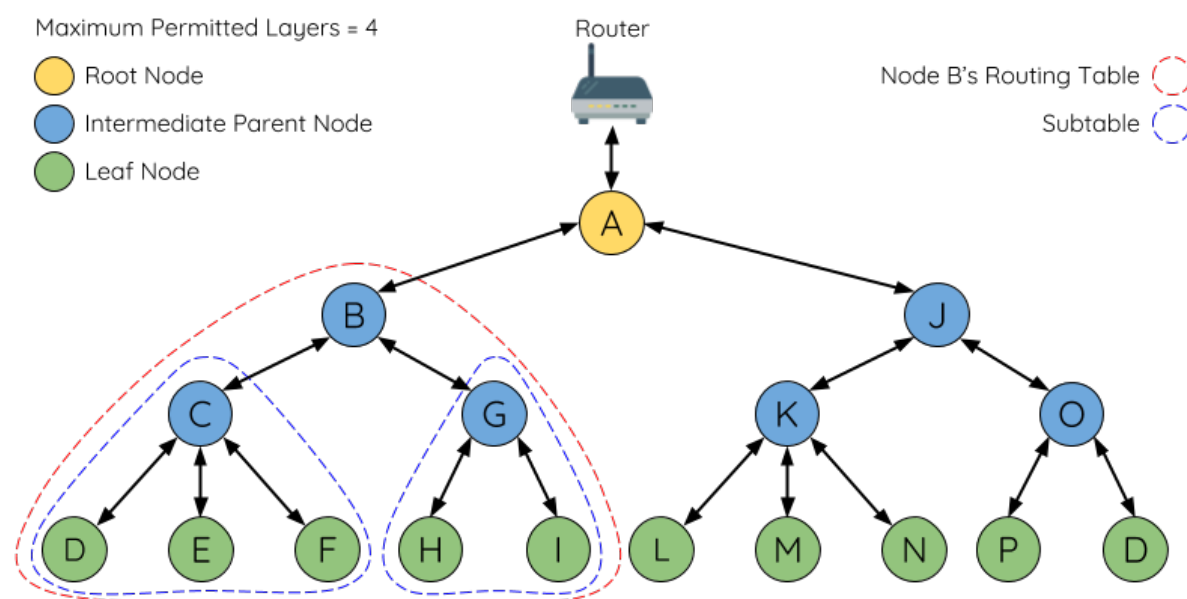 Maximum Permitted Layers = 4
Router
Root Node
Node B's Routing Table
Intermediate Parent Node
Subtable
Leaf Node
A
B
J
C
G
K
O
D
E
F
H
I
L
M
N
P
D